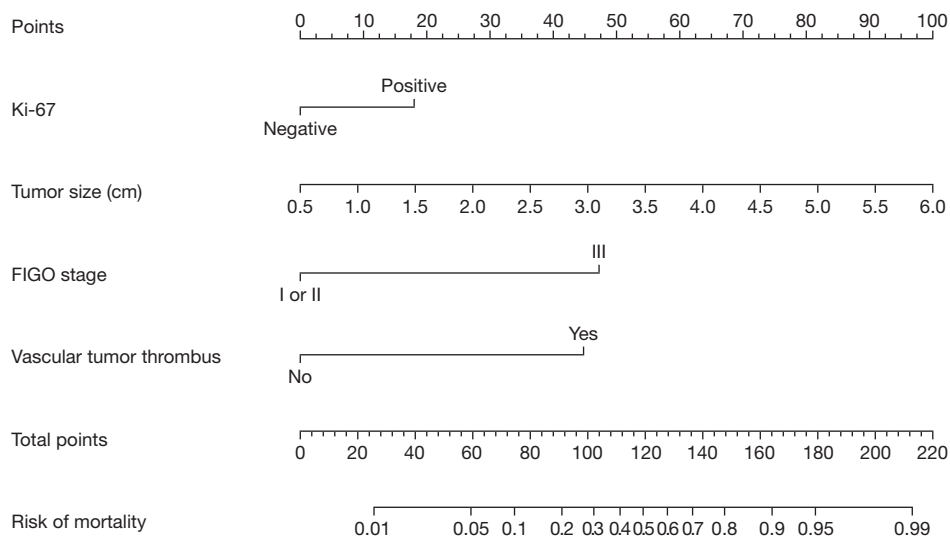 Points 0 10 20 30 40 50 60 70 80 90 100
Positive
Ki-67
Negative
Tumor size (cm) 0.5 1.0 1.5 2.0 2.5 3.0 3.5 4.0 4.5 5.0 5.5 6.0
III
FIGO stage
I or II
Yes
Vascular tumor thrombus
No
Total points 0 20 40 60 80 100 120 140 160 180 200 220
Risk of mortality 0.01 0.05 0.1 0.2 0.3 0.4 0.5 0.6 0.7 0.8 0.9 0.95 0.99